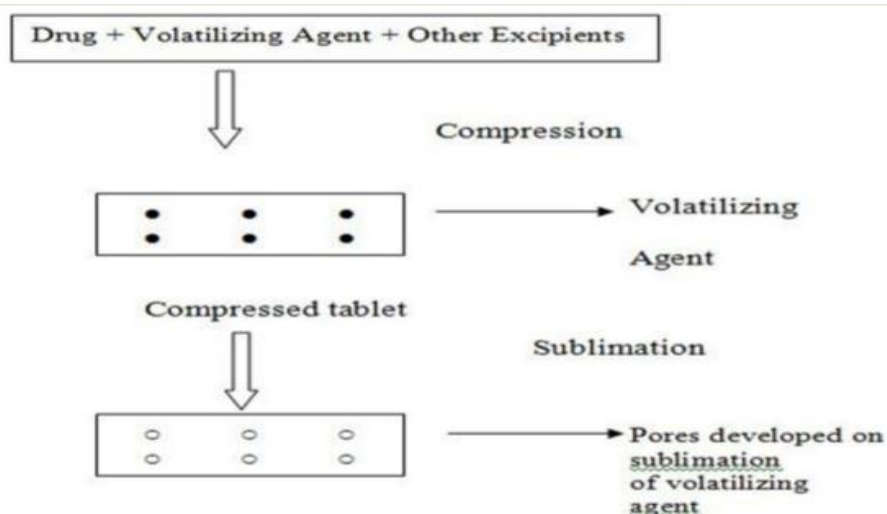 Drug + Volatilizing Agent + Other Excipients
Compression
Volatilizing
Agent
Compressed tablet
Sublimation
Pores developed on
sublimation
of volatilizing
agent